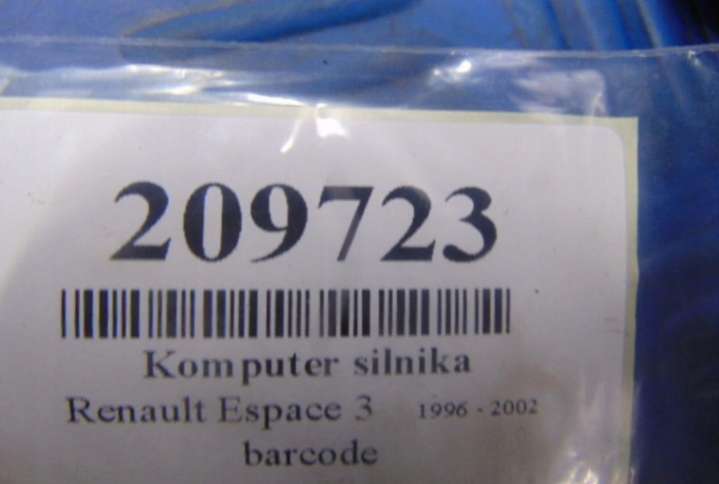 209723
Komputer silnika
Renault Espace 3 1996 - 2002
barcode